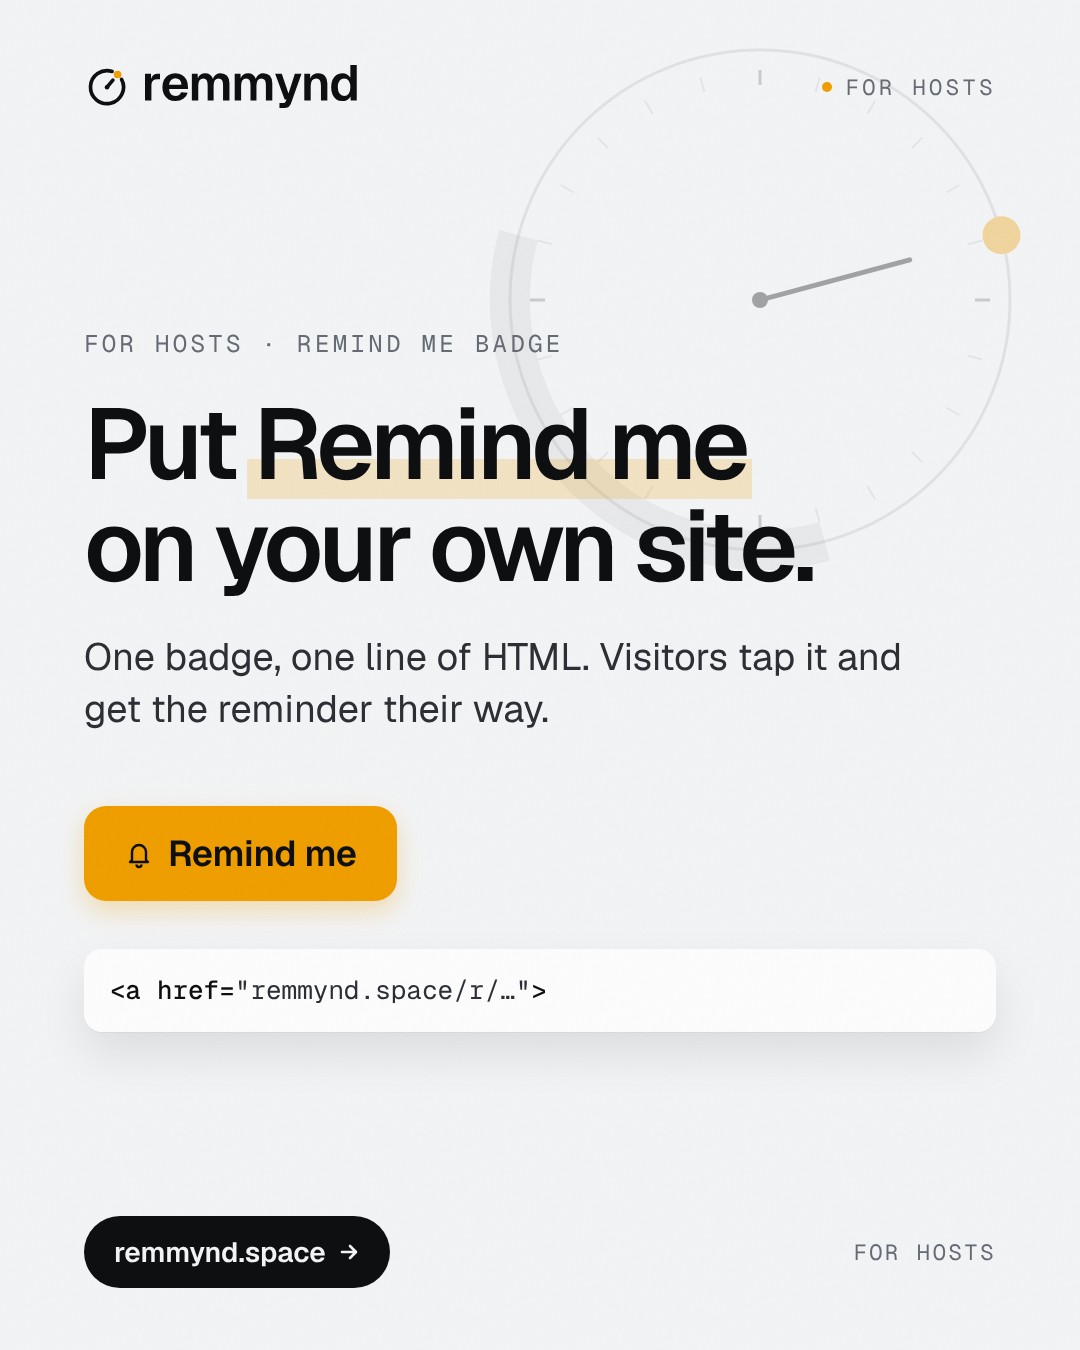 remmynd
FOR HOSTS
FOR HOSTS · REMIND ME BADGE
Put Remind me
on your own site.
One badge, one line of HTML. Visitors tap it and
get the reminder their way.
Remind me
<a href="remmynd.space/r/…">
remmynd.space →
FOR HOSTS